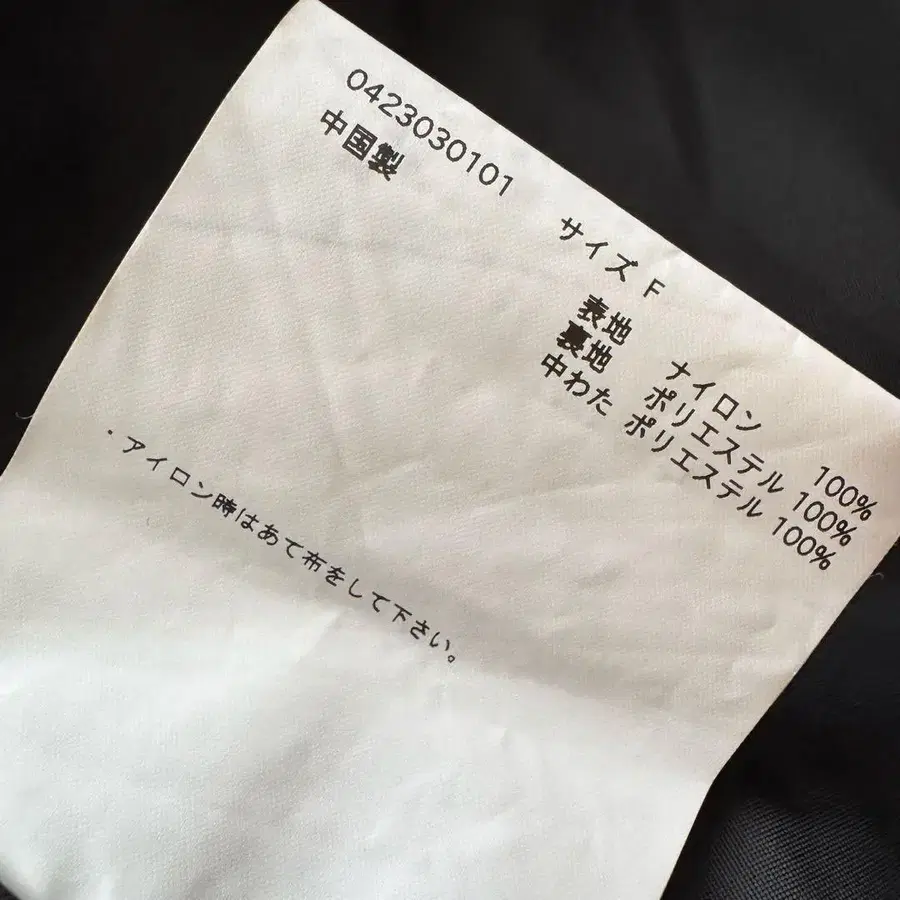 0423030101
中国製
サイズ F
表地 ナイロン 100%
裏地 ポリエステル 100%
中わた ポリエステル 100%
・アイロン時はあて布をして下さい。